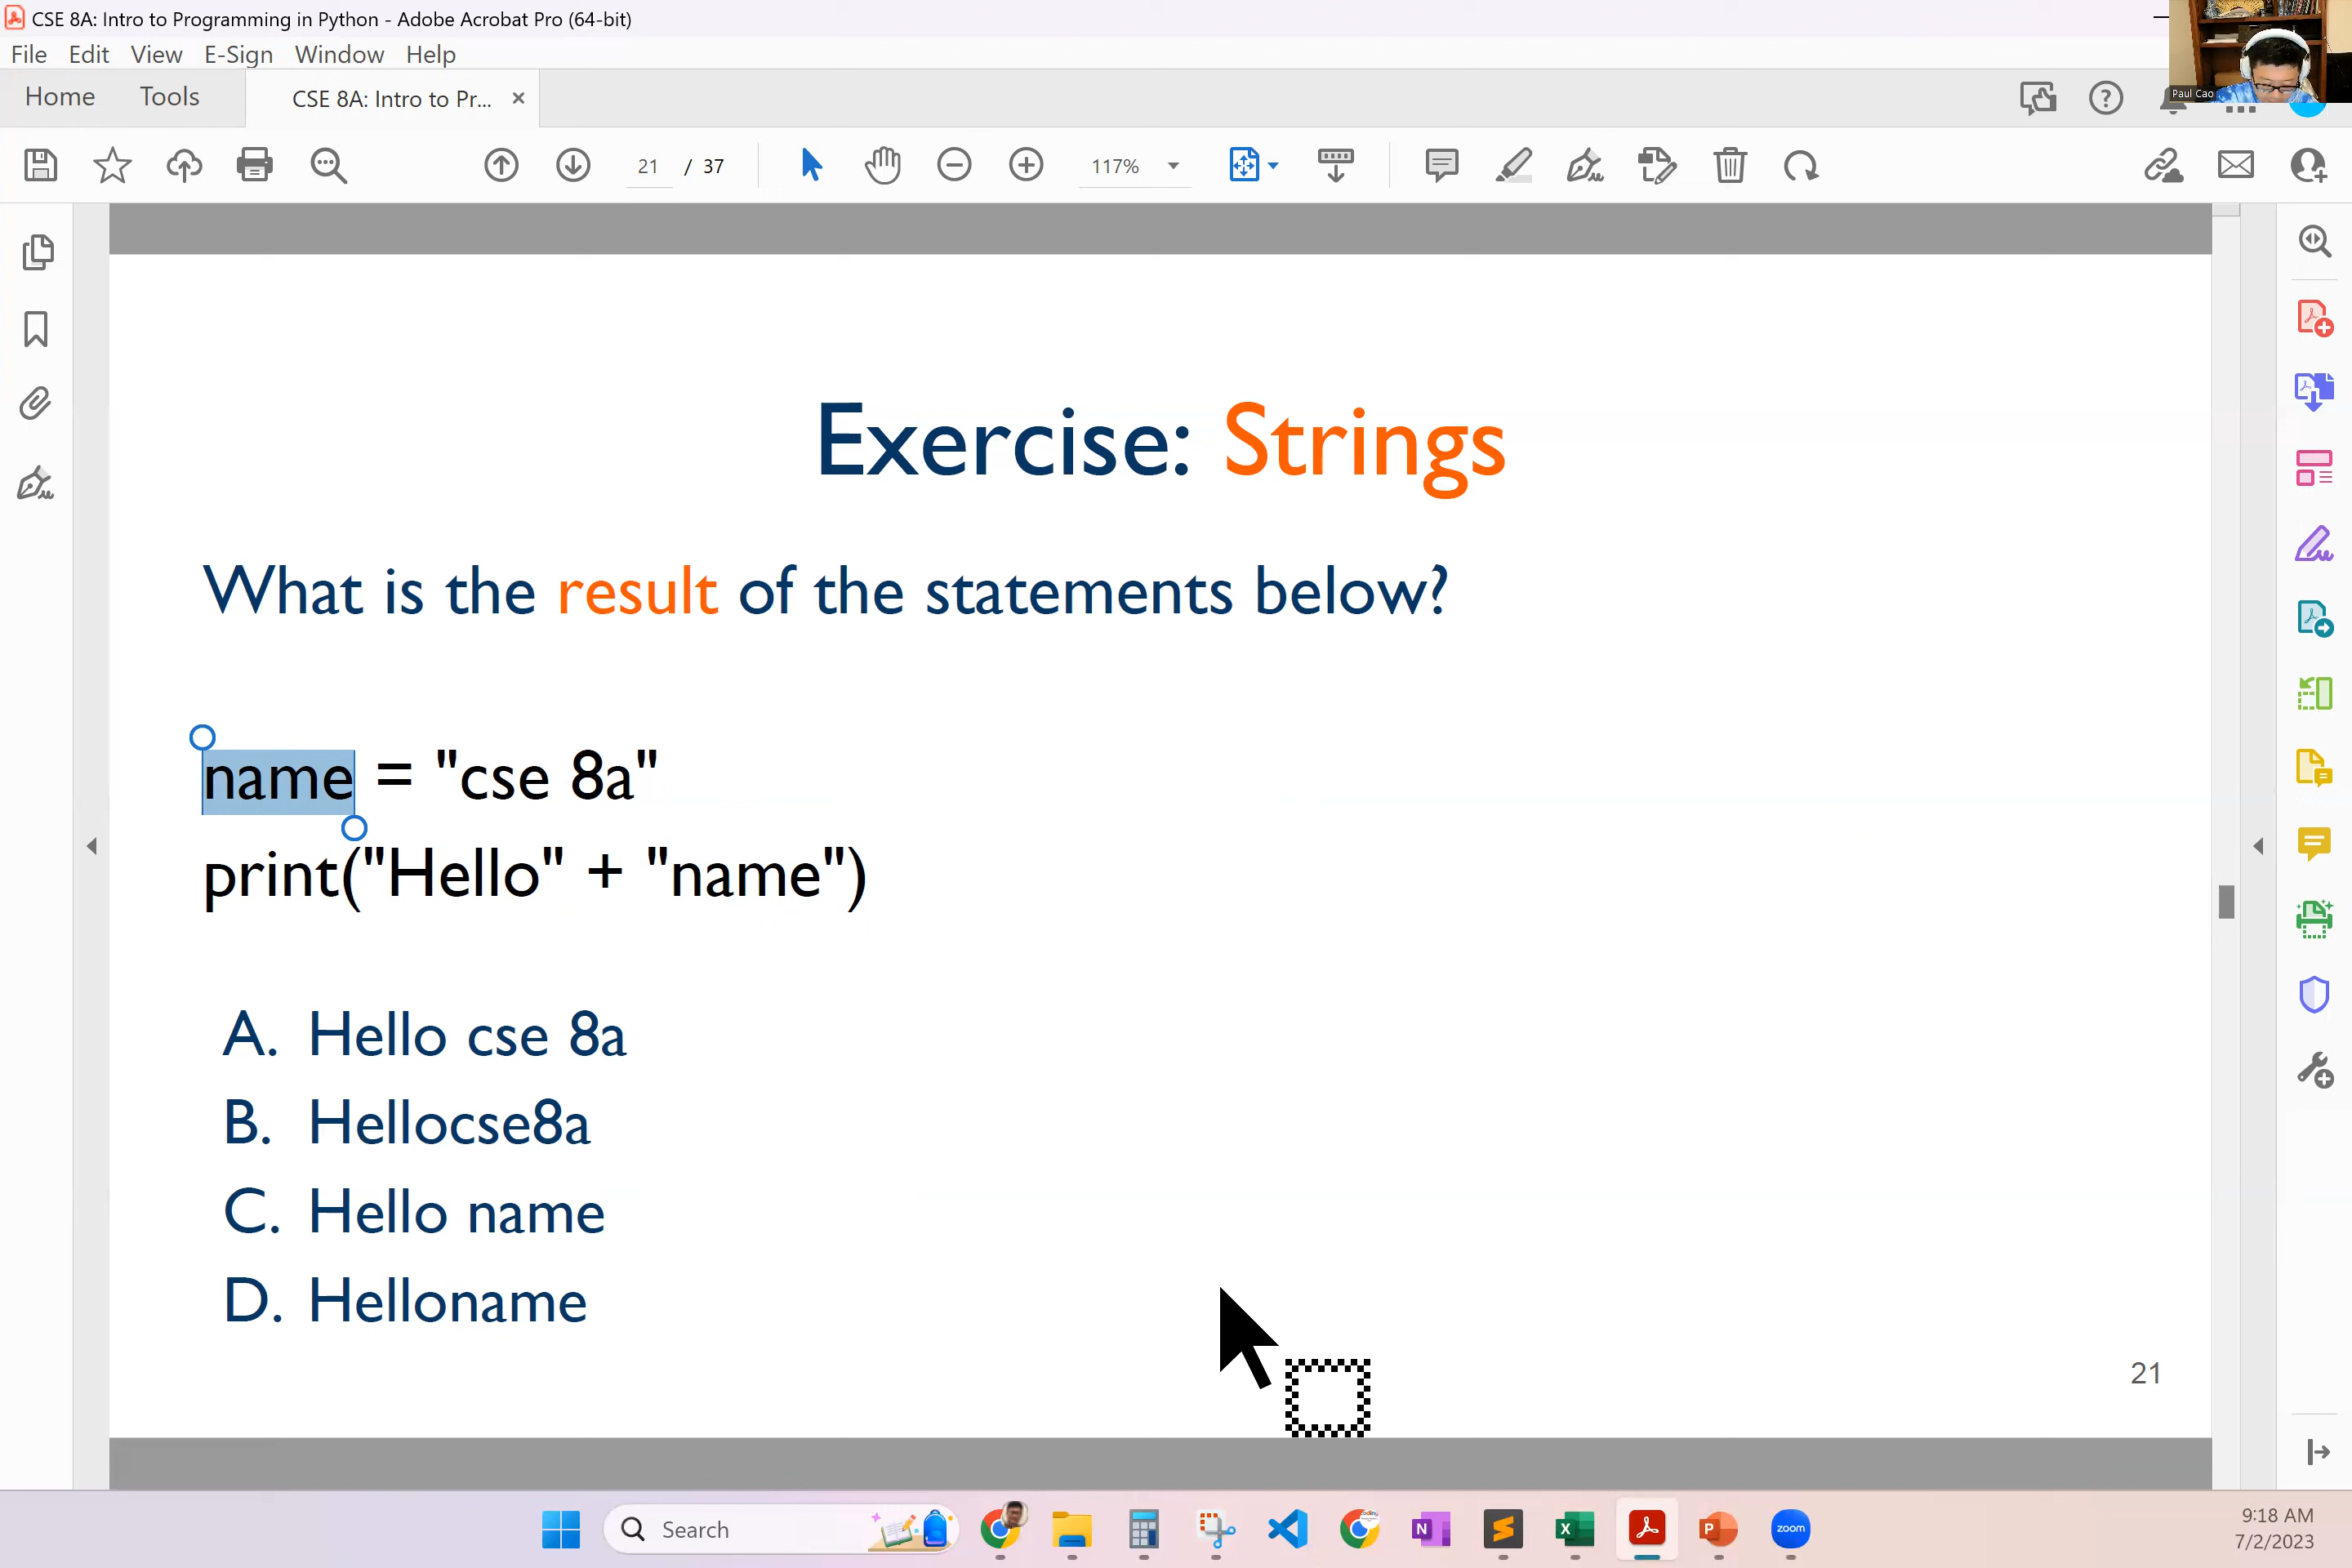 CSE 8A: Intro to Programming in Python - Adobe Acrobat Pro (64-bit)
File Edit View E-Sign Window Help
Home Tools CSE 8A: Intro to Pr... ×
Paul Cao
21 / 37 117%
Exercise: Strings
What is the result of the statements below?
name = "cse 8a"
print("Hello" + "name")
A. Hello cse 8a
B. Hellocse8a
C. Hello name
D. Helloname
21
Search
zoom
9:18 AM
7/2/2023